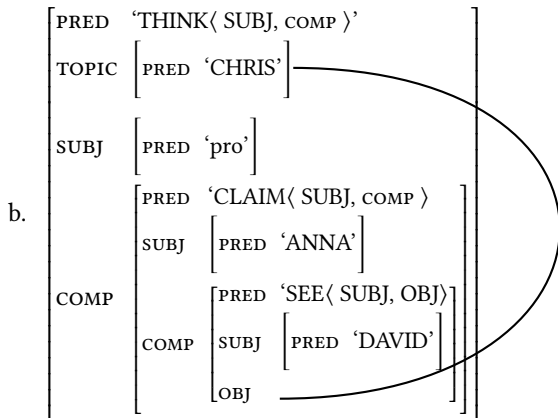 PRED ‘THINK⟨ SUBJ, COMP ⟩’
TOPIC [PRED ‘CHRIS’]
SUBJ [PRED ‘pro’]
b.
PRED ‘CLAIM⟨ SUBJ, COMP ⟩
SUBJ [PRED ‘ANNA’]
COMP
PRED ‘SEE⟨ SUBJ, OBJ⟩
COMP SUBJ [PRED ‘DAVID’]
OBJ